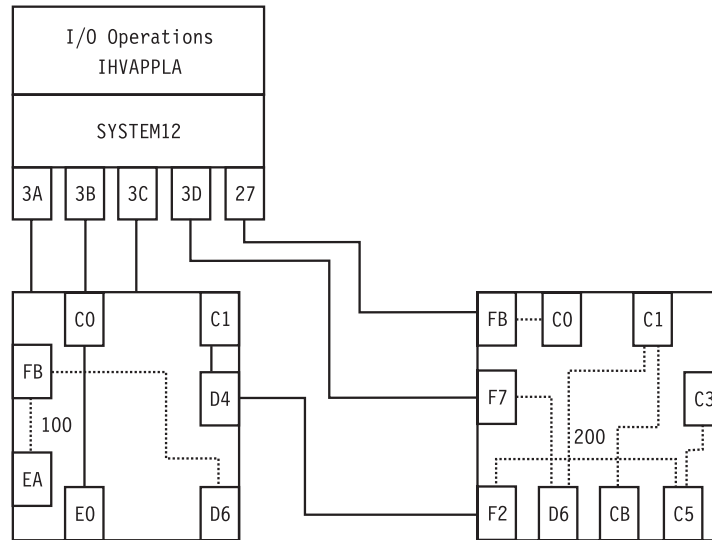 I/O Operations
IHVAPPLA
SYSTEM12
3A 3B 3C 3D 27
C0 C1
FB
D4
100
EA
E0 D6
FB C0 C1
F7 C3
200
F2 D6 CB C5